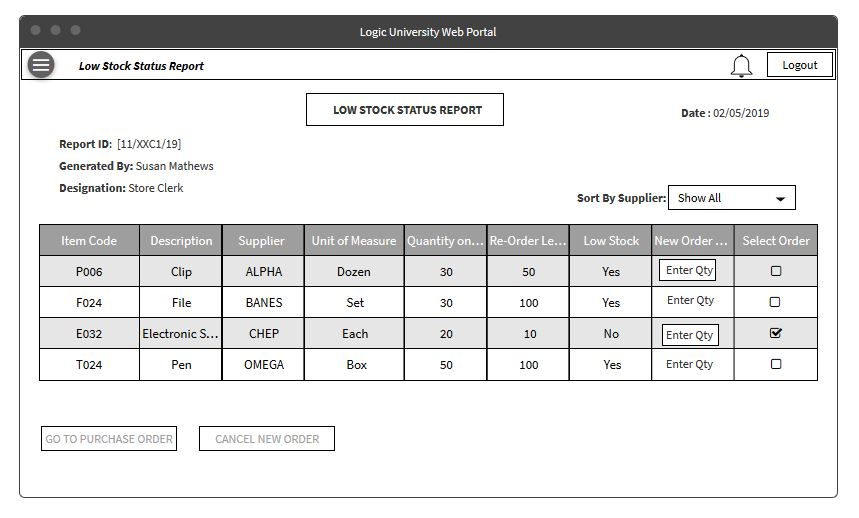 Logic University Web Portal
Low Stock Status Report
Logout
LOW STOCK STATUS REPORT
Date : 02/05/2019
Report ID: [11/XXC1/19]
Generated By: Susan Mathews
Designation: Store Clerk
Sort By Supplier: Show All
Item Code Description Supplier Unit of Measure Quantity on... Re-Order Le... Low Stock New Order ... Select Order
P006 Clip ALPHA Dozen 30 50 Yes Enter Qty
F024 File BANES Set 30 100 Yes Enter Qty
E032 Electronic S... CHEP Each 20 10 No Enter Qty
T024 Pen OMEGA Box 50 100 Yes Enter Qty
GO TO PURCHASE ORDER CANCEL NEW ORDER